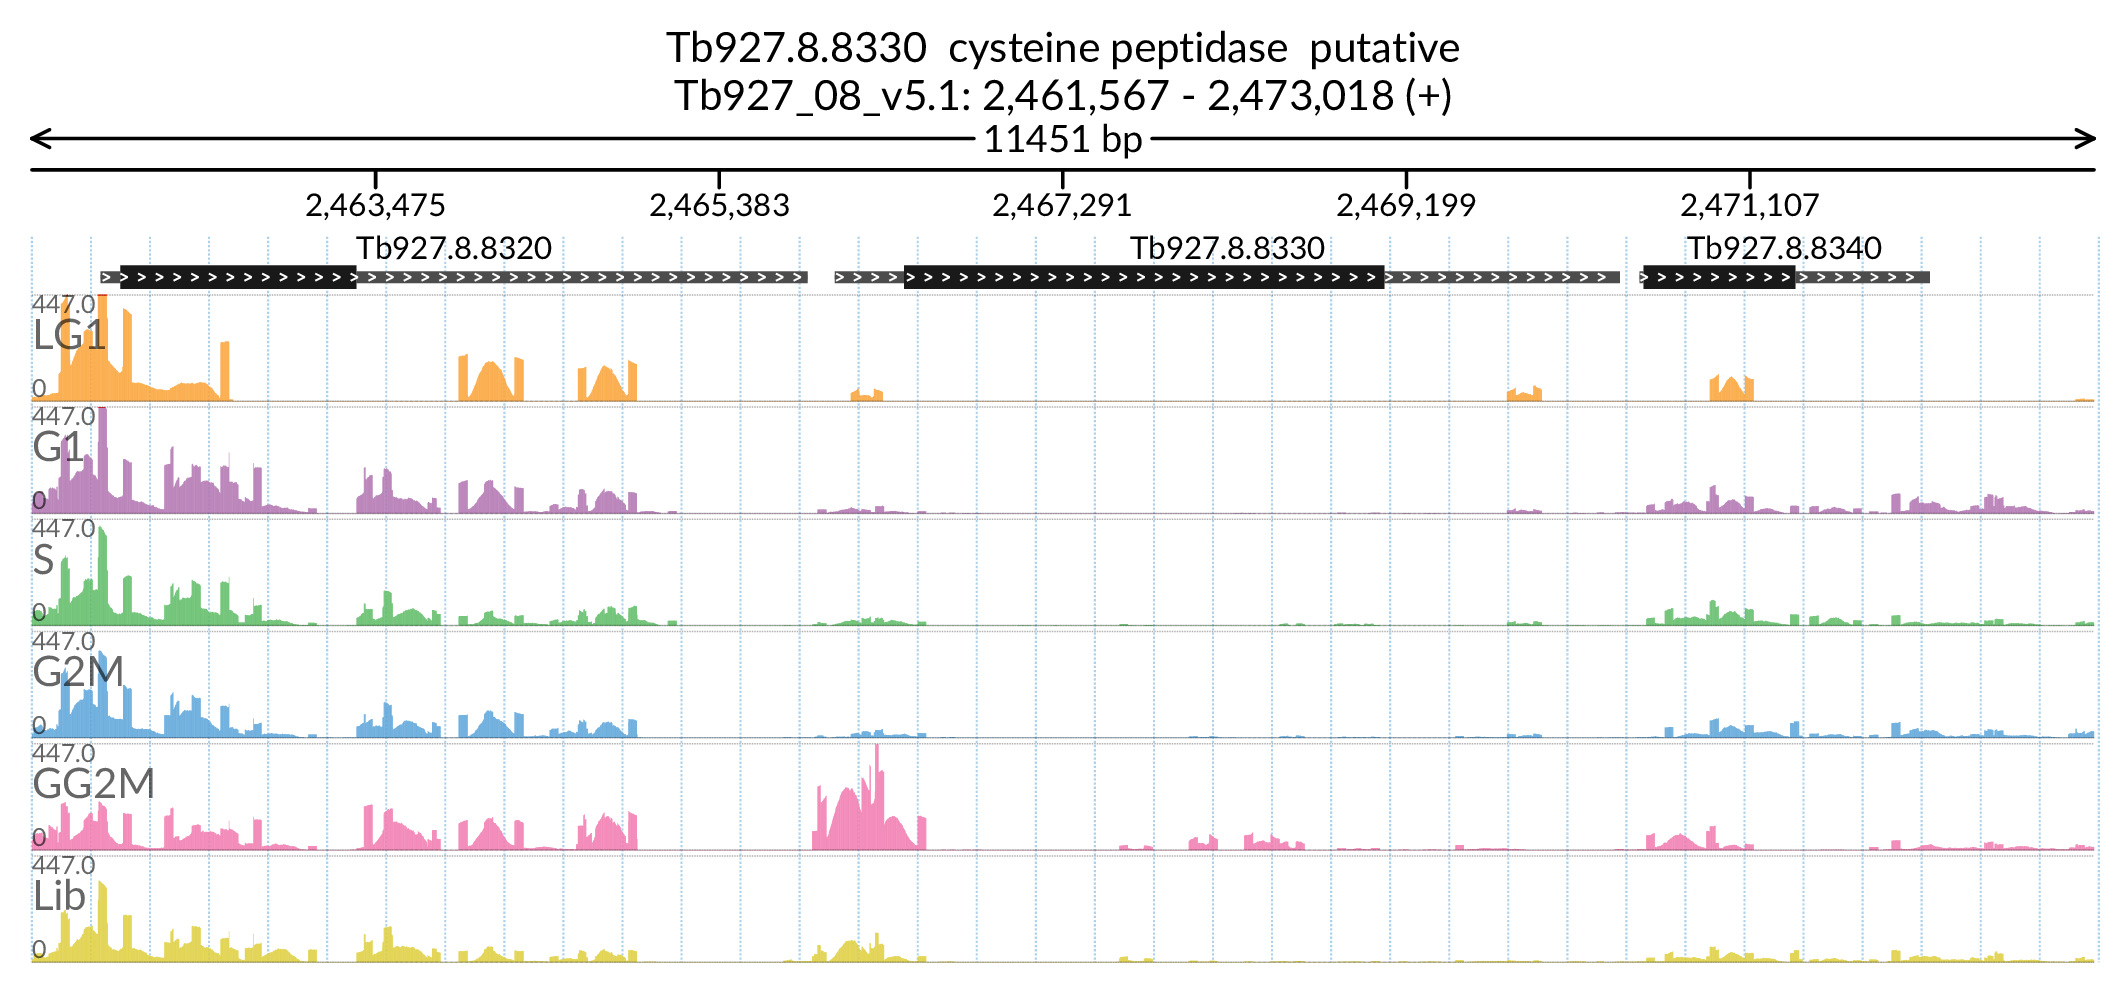 Tb927.8.8330 cysteine peptidase putative
Tb927_08_v5.1: 2,461,567 - 2,473,018 (+)
11451 bp
2,463,475 2,465,383 2,467,291 2,469,199 2,471,107
Tb927.8.8320 Tb927.8.8330 Tb927.8.8340
447.0
LG1
0
447.0
G1
0
447.0
S
0
447.0
G2M
0
447.0
GG2M
0
447.0
Lib
0